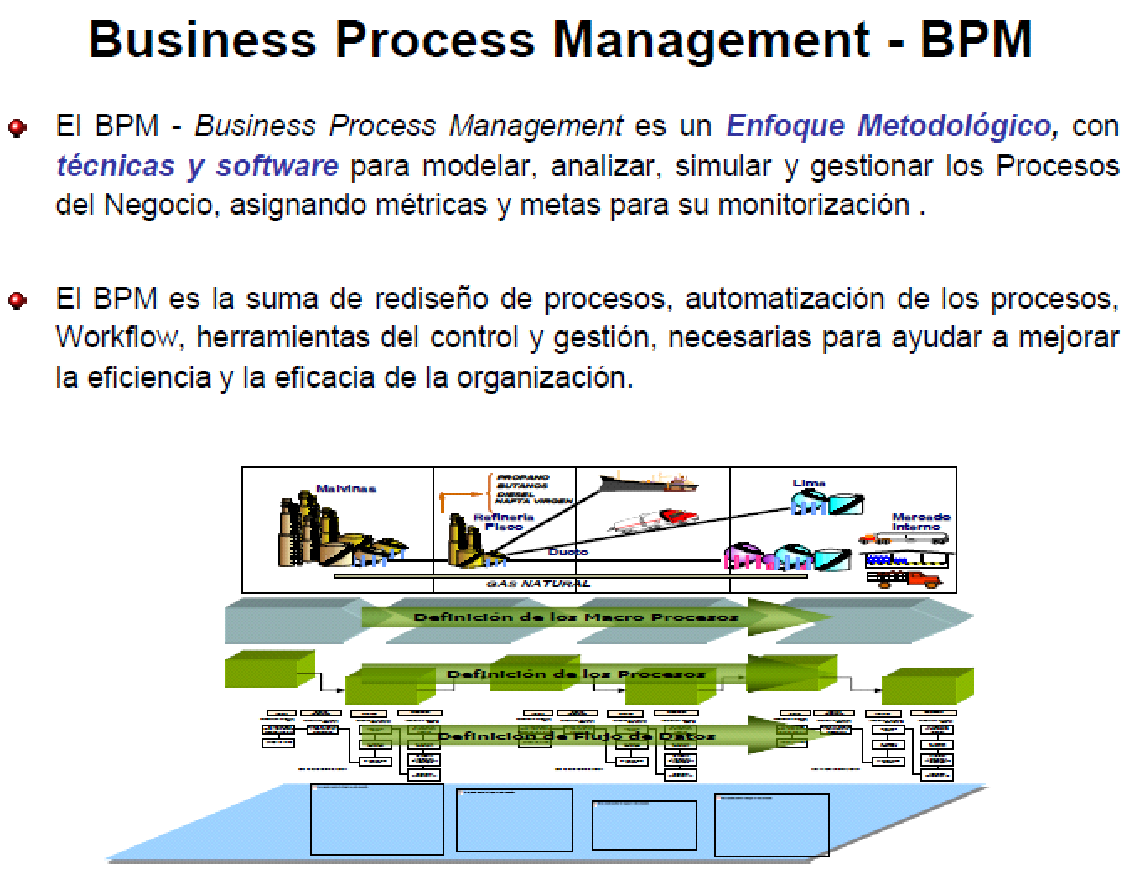 Business Process Management - BPM
El BPM - Business Process Management es un Enfoque Metodológico, con
técnicas y software para modelar, analizar, simular y gestionar los Procesos
del Negocio, asignando métricas y metas para su monitorización .
El BPM es la suma de rediseño de procesos, automatización de los procesos,
Workflow, herramientas del control y gestión, necesarias para ayudar a mejorar
la eficiencia y la eficacia de la organización.
Malvinas
PROPANO
BUTANOS
DIESEL
NAFTA VIRGEN
Refinería
Pisco
Ducto
Lima
Mercado
Interno
GAS NATURAL
Definición de los Macro Procesos
Definición de los Procesos
Definición de Flujo de Datos